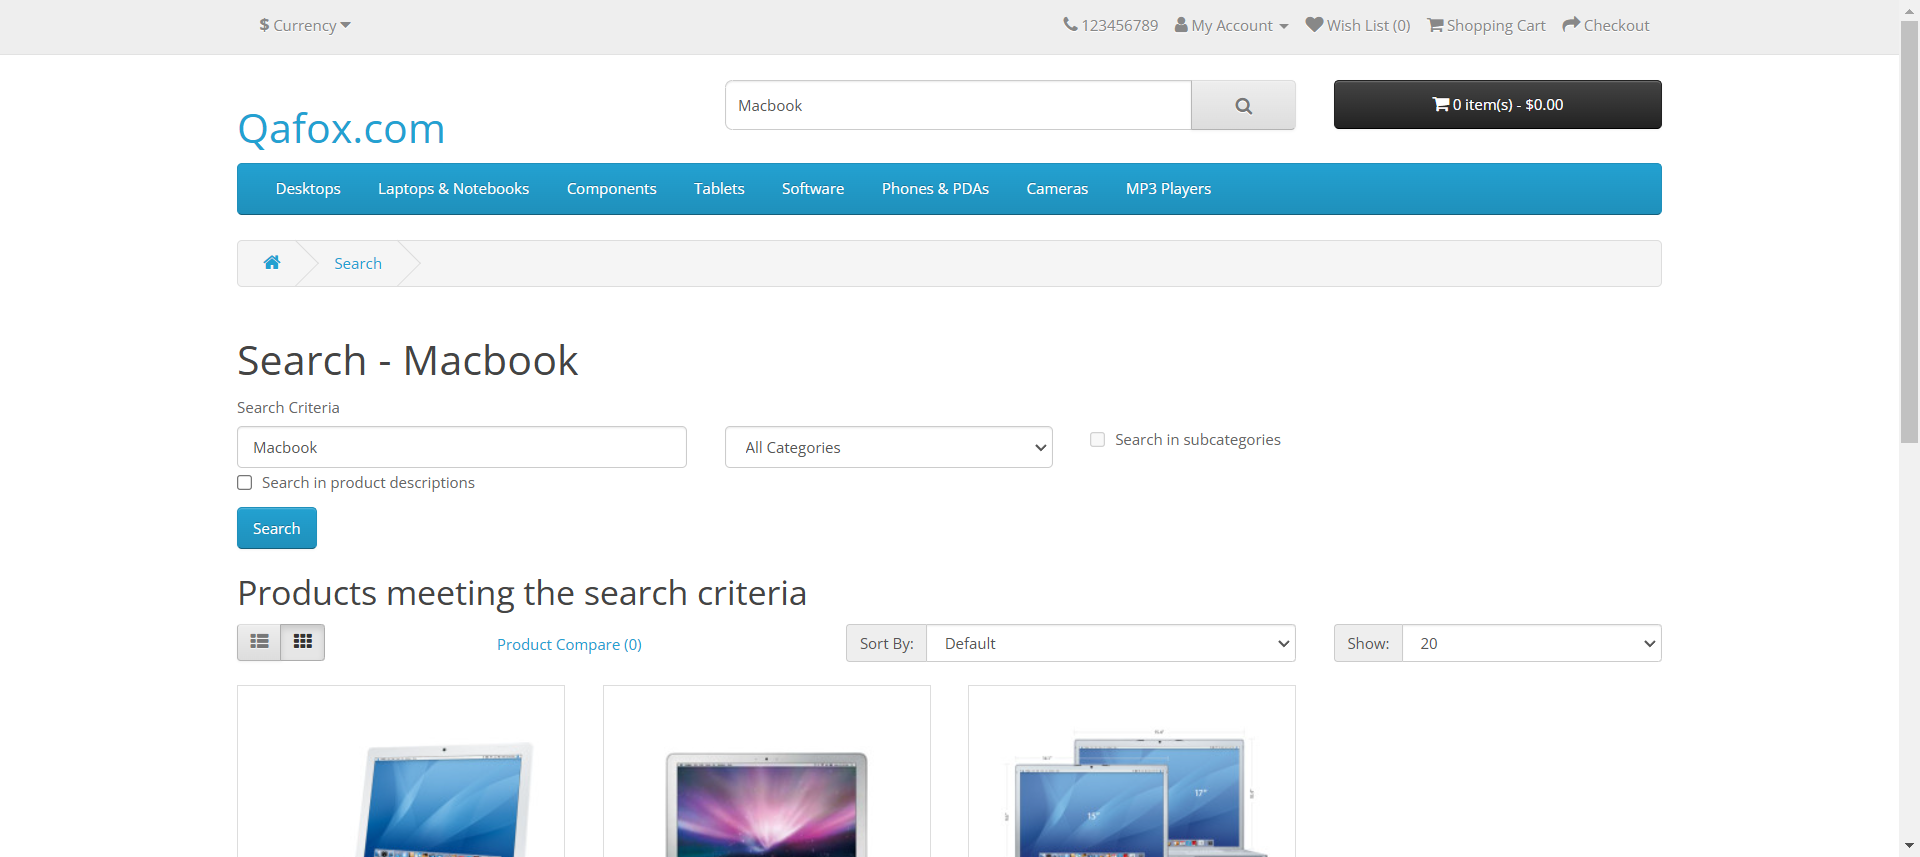 $ Currency
123456789 My Account Wish List (0) Shopping Cart Checkout
Qafox.com
Macbook
0 item(s) - $0.00
Desktops Laptops & Notebooks Components Tablets Software Phones & PDAs Cameras MP3 Players
Search
Search - Macbook
Search Criteria
Macbook
All Categories
Search in subcategories
Search in product descriptions
Search
Products meeting the search criteria
Product Compare (0)
Sort By: Default
Show: 20
17"
15"